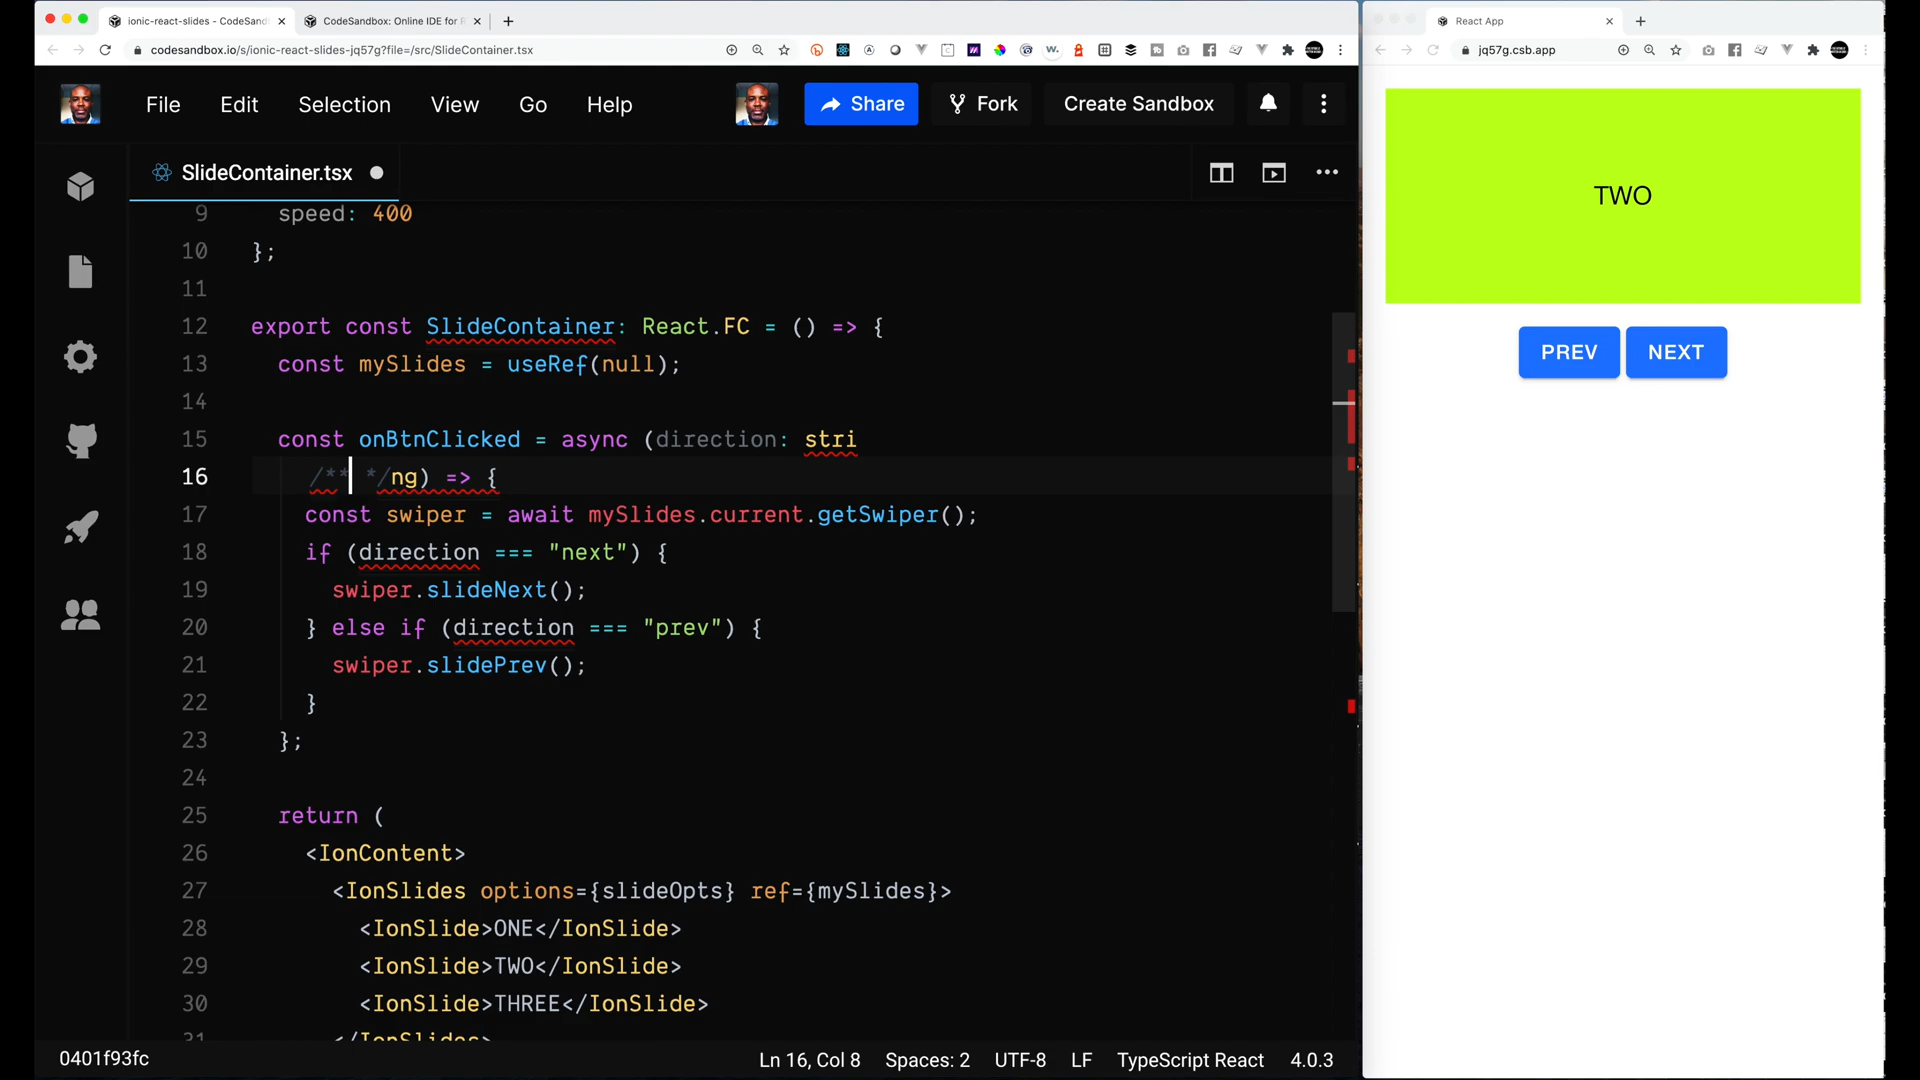 ionic-react-slides - CodeSand
CodeSandbox: Online IDE for R
codesandbox.io/s/ionic-react-slides-jq57g?file=/src/SlideContainer.tsx
File Edit Selection View Go Help
Share Fork Create Sandbox
SlideContainer.tsx
9 speed: 400
10 };
11
12 export const SlideContainer: React.FC = () => {
13 const mySlides = useRef(null);
14
15 const onBtnClicked = async (direction: stri
16 /** */ng) => {
17 const swiper = await mySlides.current.getSwiper();
18 if (direction === "next") {
19 swiper.slideNext();
20 } else if (direction === "prev") {
21 swiper.slidePrev();
22 }
23 };
24
25 return (
26 <IonContent>
27 <IonSlides options={slideOpts} ref={mySlides}>
28 <IonSlide>ONE</IonSlide>
29 <IonSlide>TWO</IonSlide>
30 <IonSlide>THREE</IonSlide>
31 </IonSlides>
0401f93fc Ln 16, Col 8 Spaces: 2 UTF-8 LF TypeScript React 4.0.3
React App
jq57g.csb.app
TWO
PREV NEXT